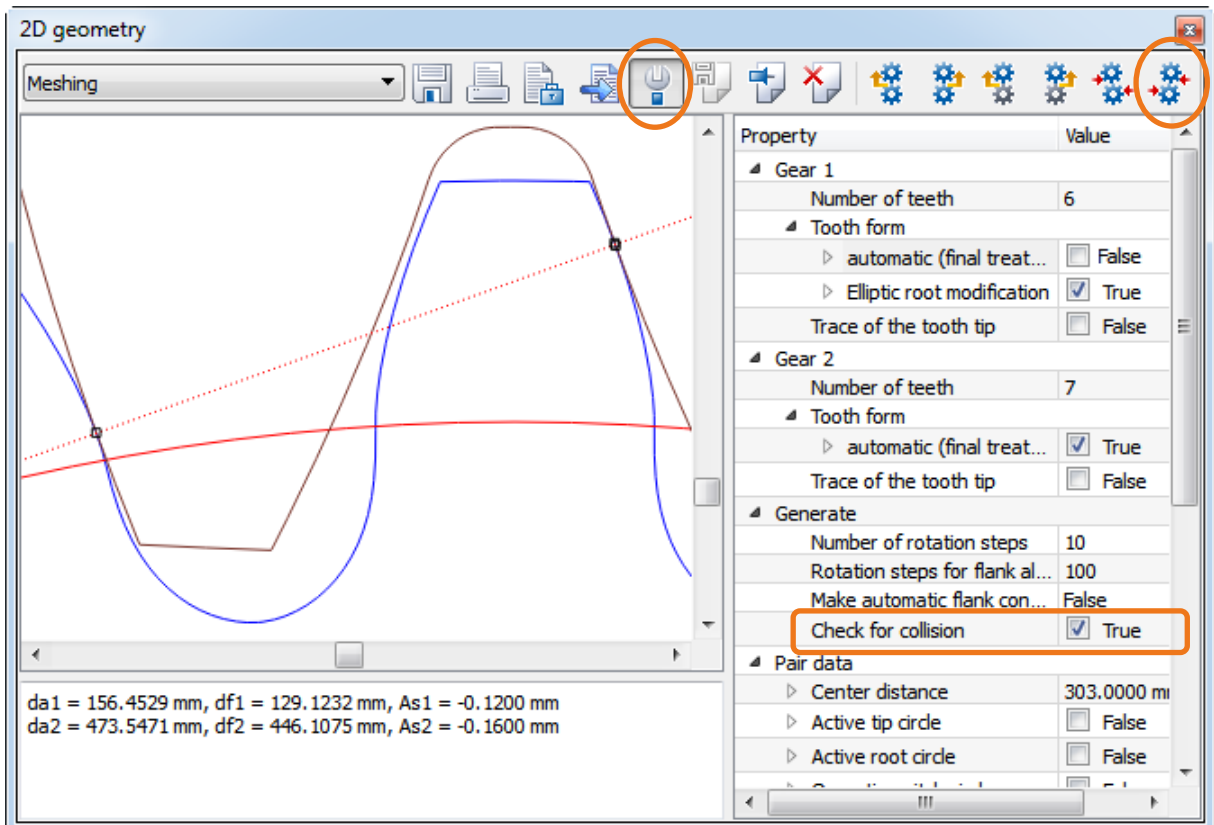 2D geometry
Meshing
Property Value
Gear 1
Number of teeth 6
Tooth form
automatic (final treat... False
Elliptic root modification True
Trace of the tooth tip False
Gear 2
Number of teeth 7
Tooth form
automatic (final treat... True
Trace of the tooth tip False
Generate
Number of rotation steps 10
Rotation steps for flank al... 100
Make automatic flank con... False
Check for collision True
Pair data
Center distance 303.0000 m
Active tip circle False
Active root circle False
da1 = 156.4529 mm, df1 = 129.1232 mm, As1 = -0.1200 mm
da2 = 473.5471 mm, df2 = 446.1075 mm, As2 = -0.1600 mm